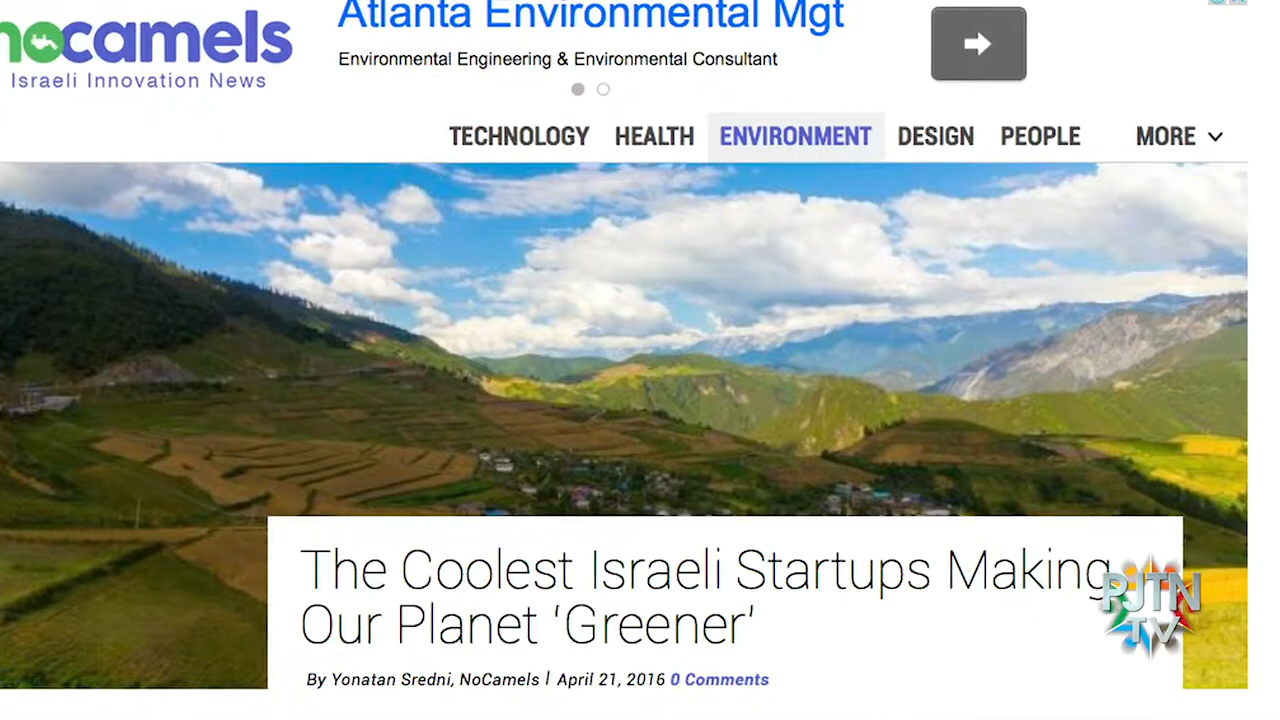 Atlanta Environmental Mgt
nocamels
Israeli Innovation News
Environmental Engineering & Environmental Consultant
TECHNOLOGY HEALTH ENVIRONMENT DESIGN PEOPLE MORE
The Coolest Israeli Startups Making
Our Planet ‘Greener’
By Yonatan Sredni, NoCamels | April 21, 2016 0 Comments
PJTN
TV